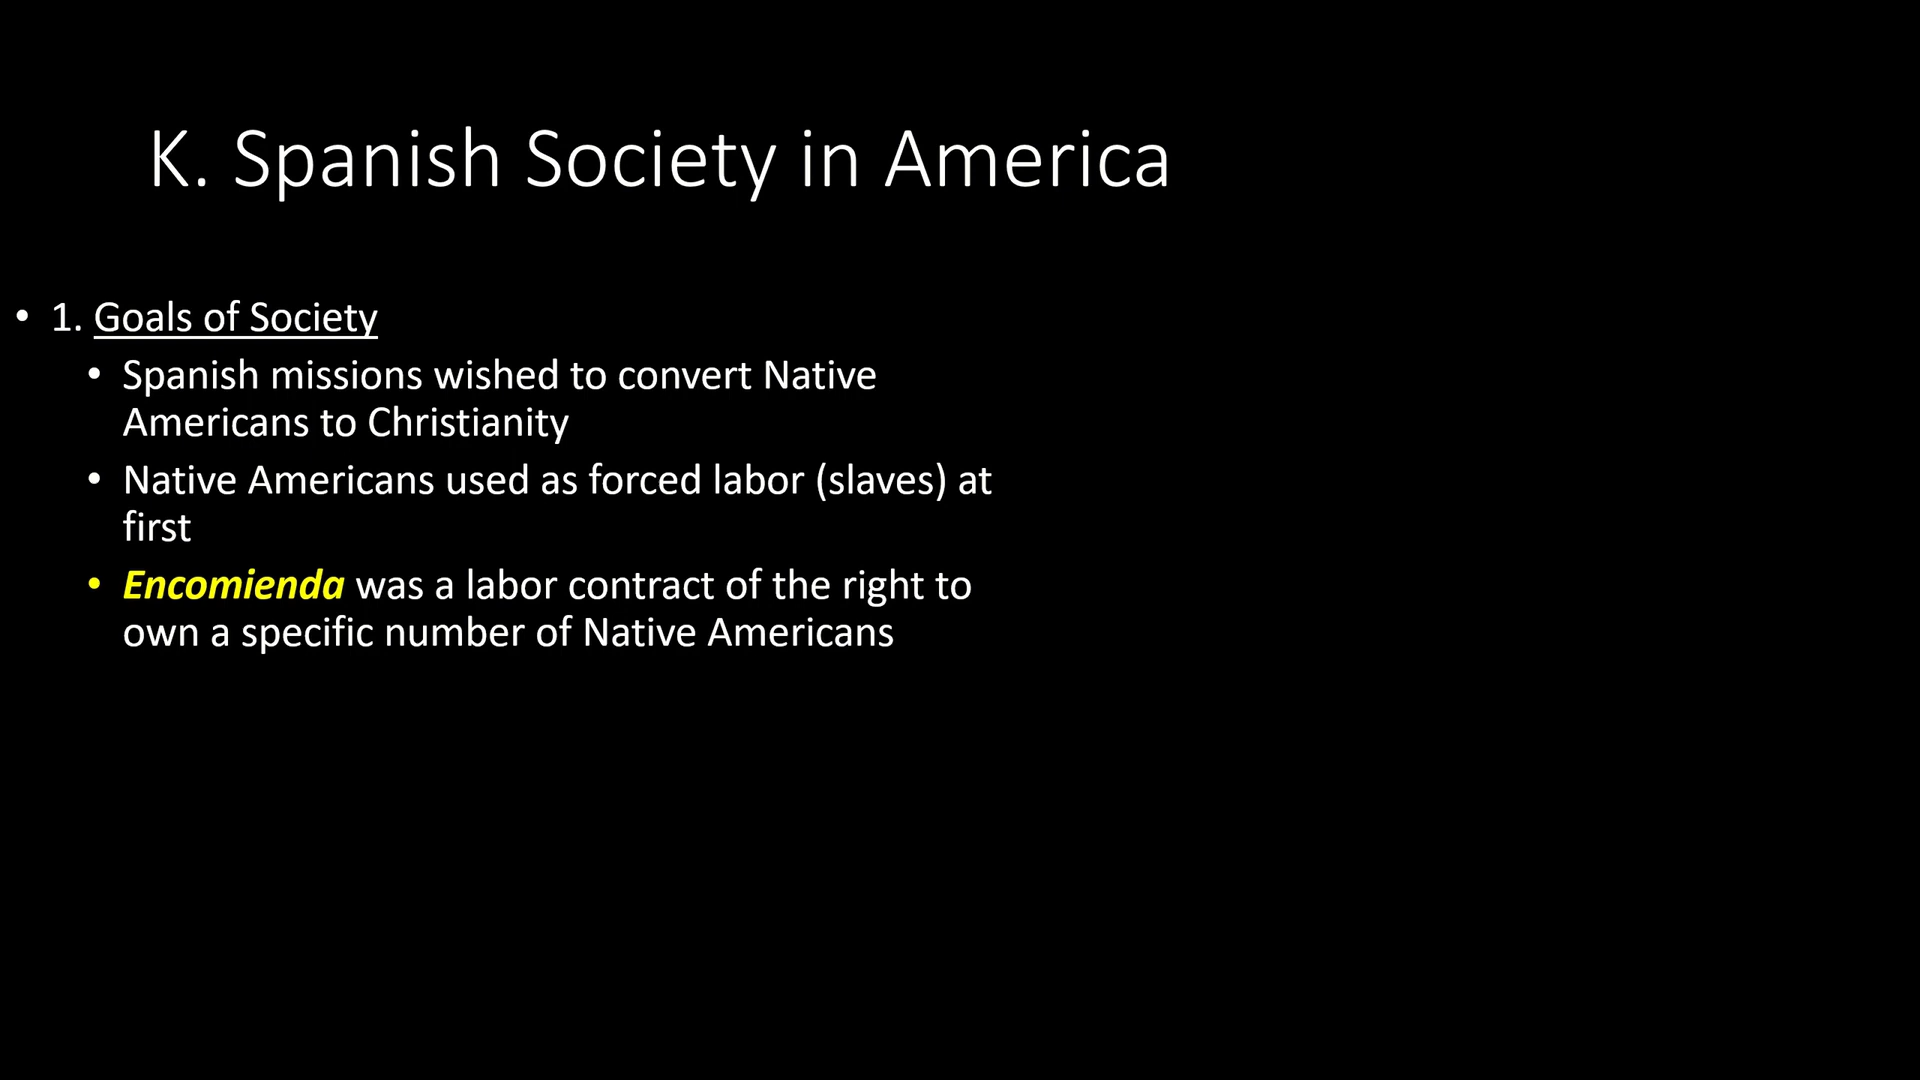 K. Spanish Society in America
• 1. Goals of Society
• Spanish missions wished to convert Native
Americans to Christianity
• Native Americans used as forced labor (slaves) at
first
• Encomienda was a labor contract of the right to
own a specific number of Native Americans